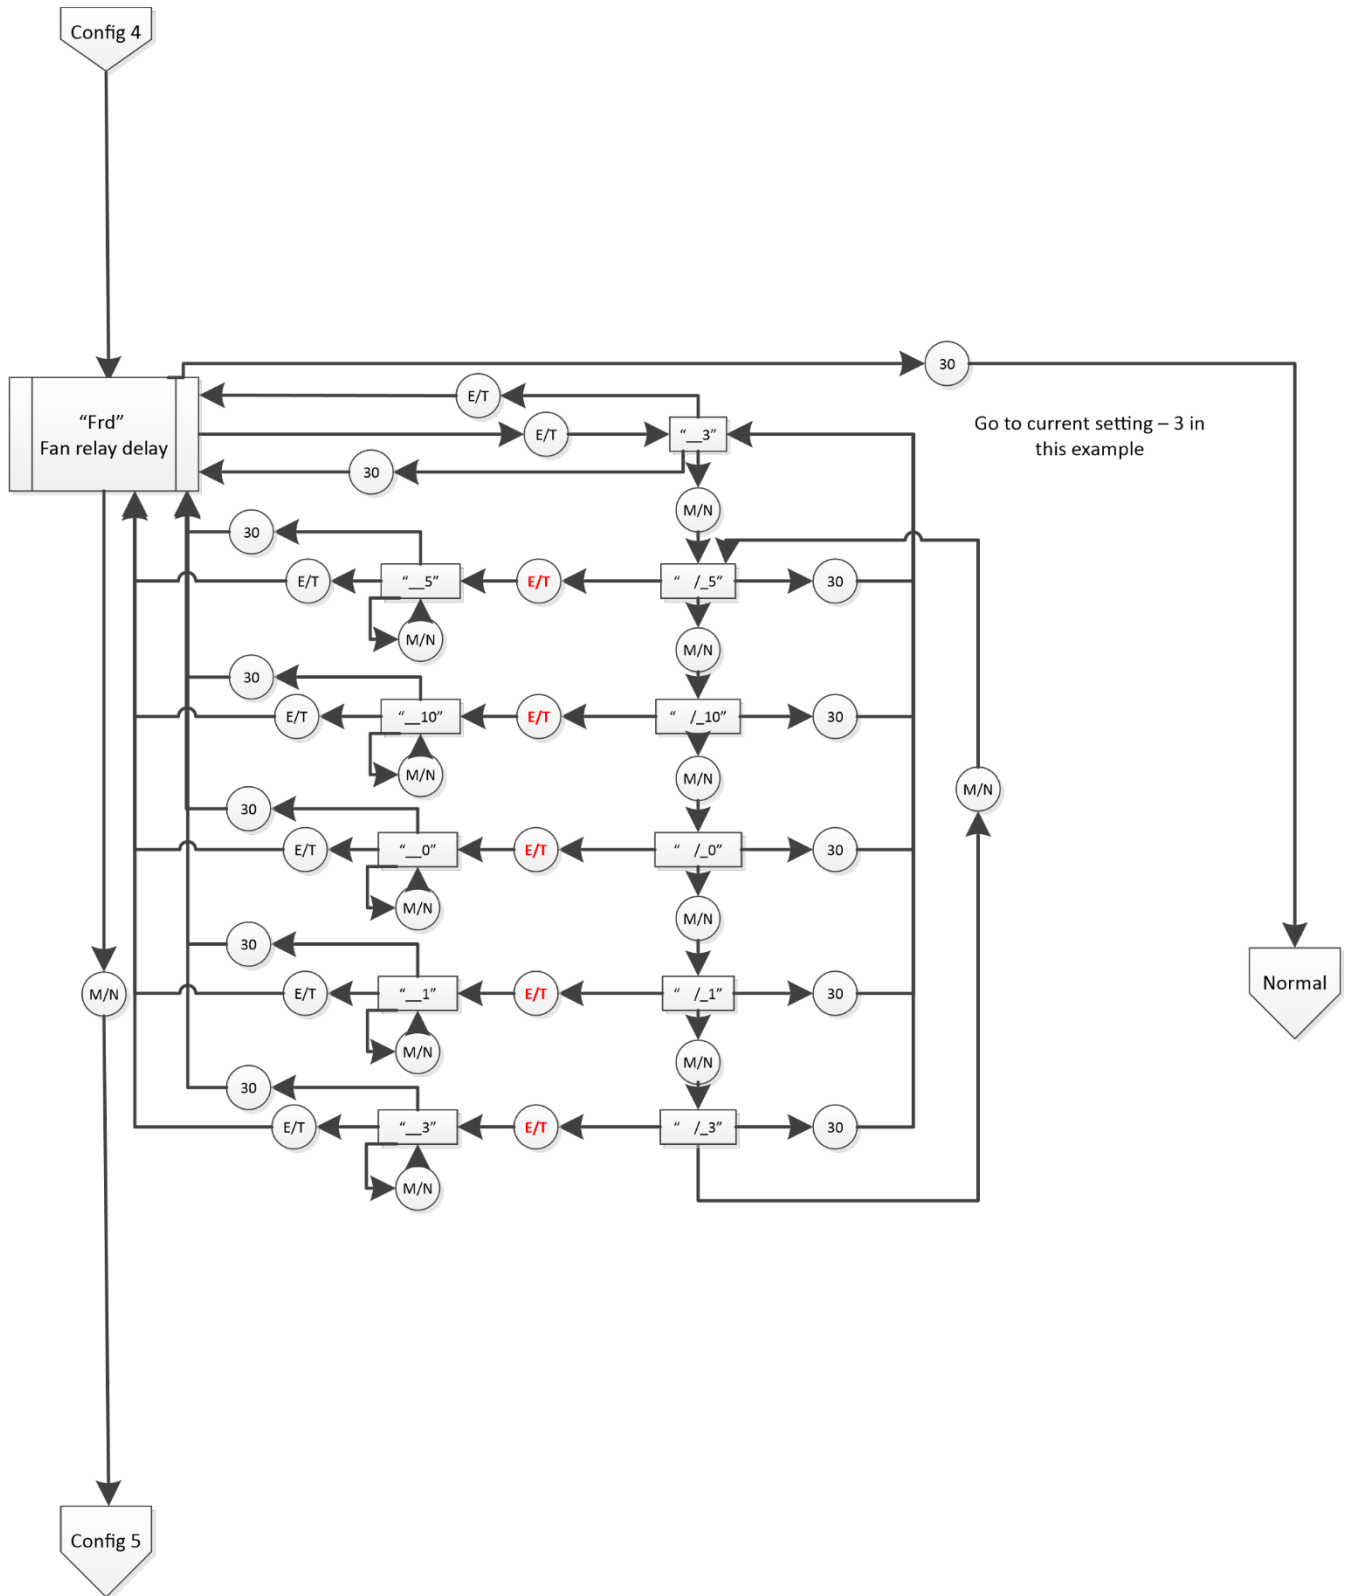 Config 4
30
E/T
“Frd”
Fan relay delay
E/T
“__3”
Go to current setting – 3 in
this example
30
M/N
30
E/T
“__5”
E/T
“ /_5”
30
M/N
M/N
30
E/T
“__10”
E/T
“ /_10”
30
M/N
M/N
M/N
30
E/T
“__0”
E/T
“ /_0”
30
M/N
M/N
30
M/N
E/T
“__1”
E/T
“ /_1”
30
Normal
M/N
M/N
30
E/T
“__3”
E/T
“ /_3”
30
M/N
Config 5